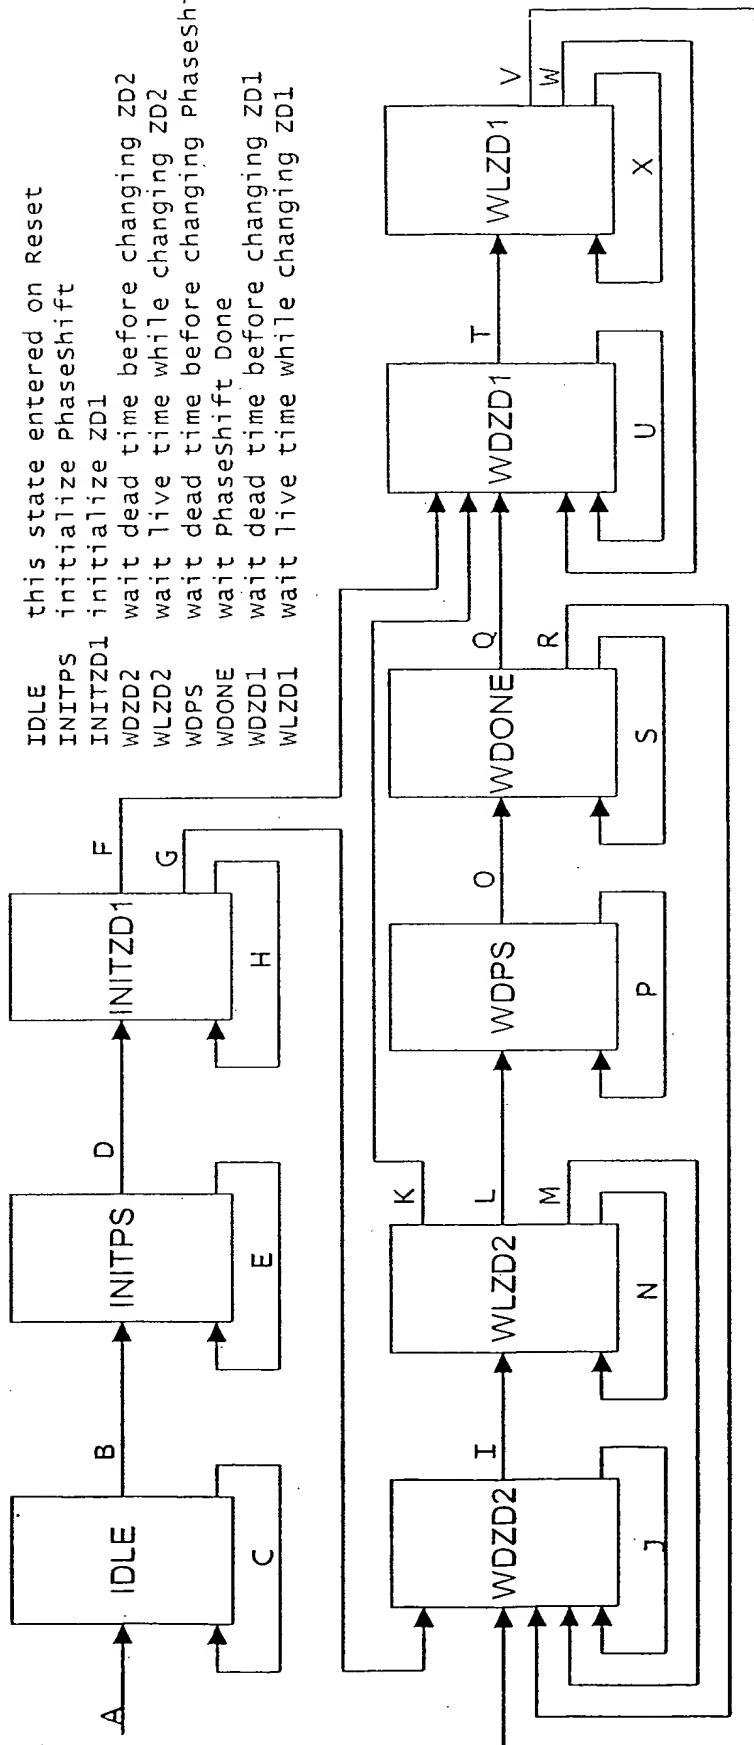 IDLE this state entered on Reset
INITPS initialize PhaseShift
INITZD1 initialize ZD1
WDZD2 wait dead time before changing ZD2
WLZD2 wait live time while changing ZD2
WDPS wait dead time before changing PhaseSh
WDONE wait PhaseShift Done
WDZD1 wait dead time before changing ZD1
WLZD1 wait live time while changing ZD1
A
IDLE
B
C
INITPS
D
E
INITZD1
F
G
H
WDZD2
I
J
WLZD2
K
L
M
N
WDPS
O
P
WDONE
Q
R
S
WDZD1
T
U
WLZD1
V
W
X